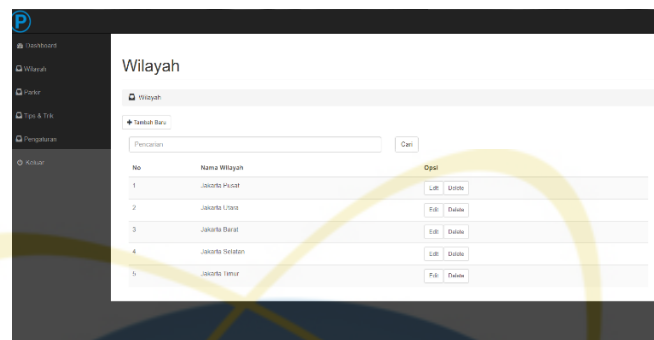 P
Dashboard
Wilayah
Parkir
Tips & Trik
Pengaturan
Keluar
Wilayah
Wilayah
Tambah Baru
Pencarian
Cari
No Nama Wilayah Opsi
1 Jakarta Pusat Edit Delete
2 Jakarta Utara Edit Delete
3 Jakarta Barat Edit Delete
4 Jakarta Selatan Edit Delete
5 Jakarta Timur Edit Delete